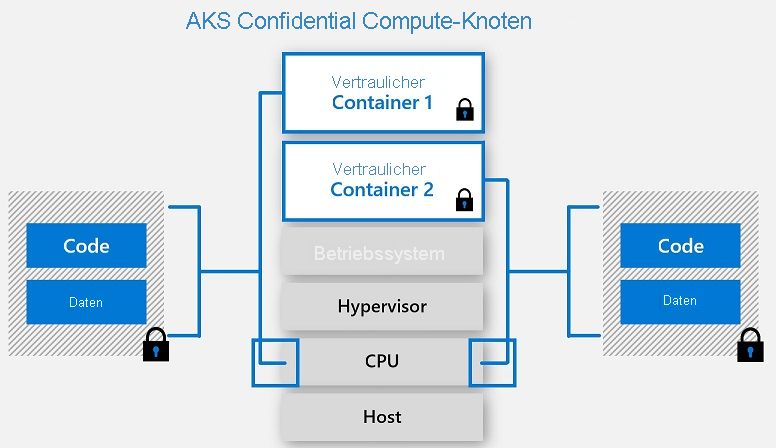 AKS Confidential Compute-Knoten
Vertraulicher
Container 1
Vertraulicher
Container 2
Code
Daten
Betriebssystem
Hypervisor
CPU
Host
Code
Daten